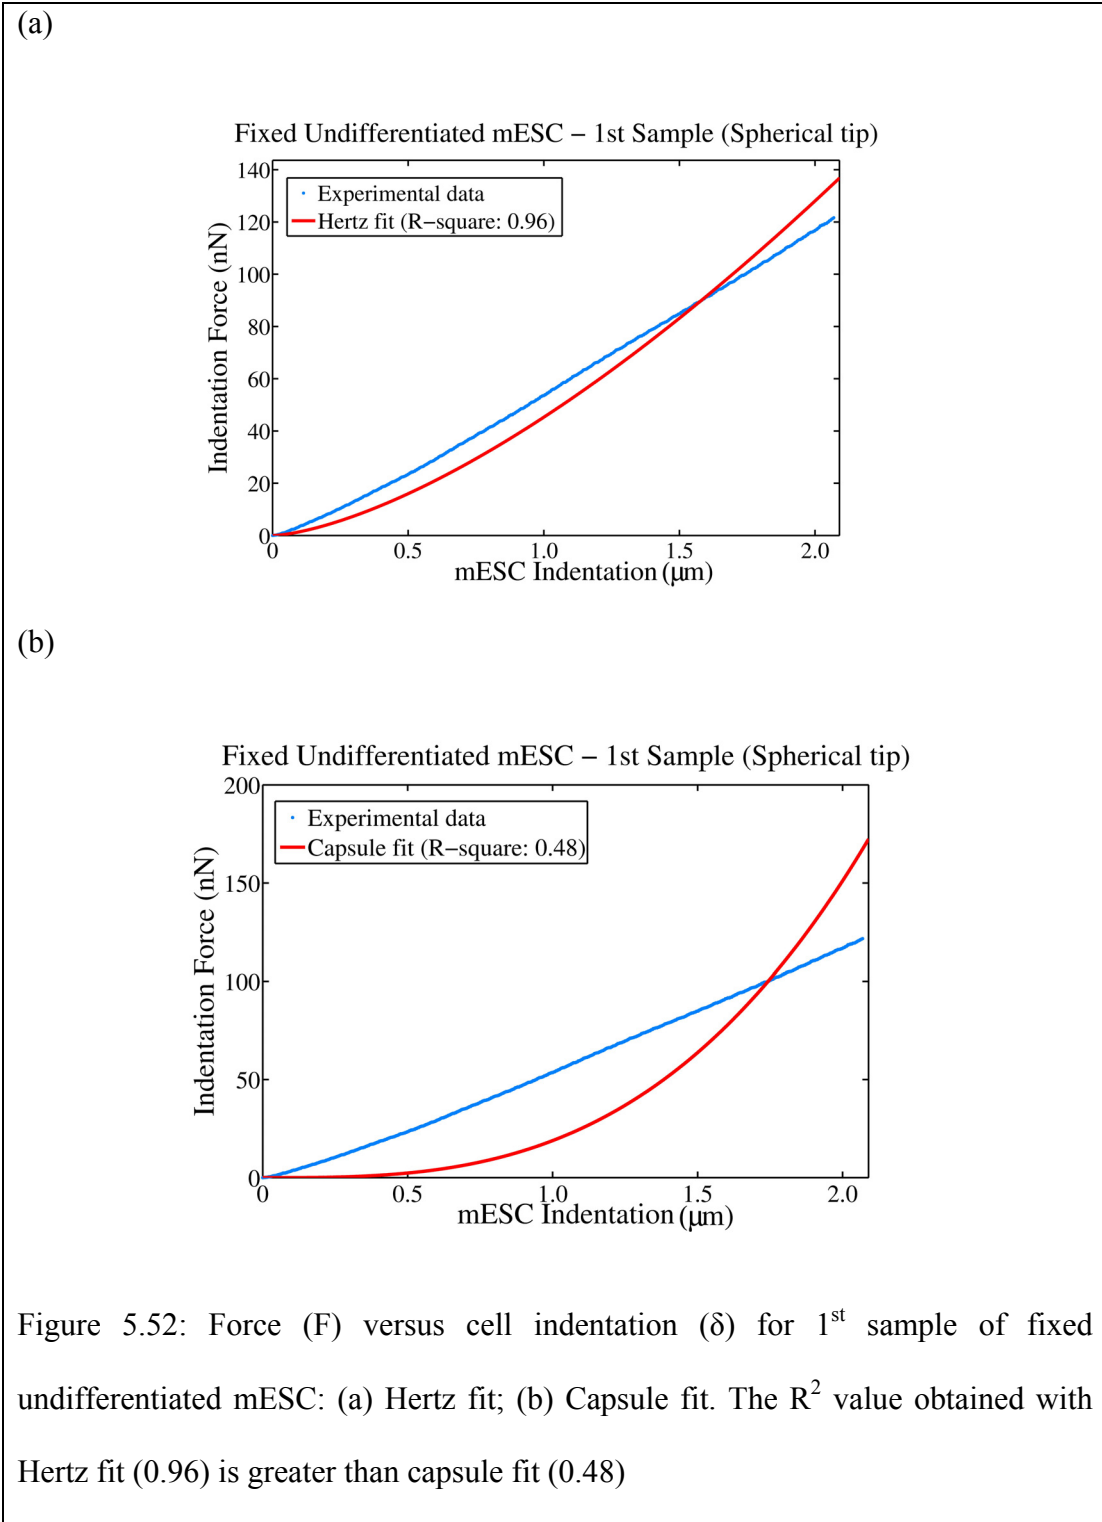 (a)
Fixed Undifferentiated mESC − 1st Sample (Spherical tip)
140
Experimental data
Hertz fit (R−square: 0.96)
120
100
80
60
40
20
0
Indentation Force (nN)
0 0.5 1.0 1.5 2.0
mESC Indentation (μm)
(b)
Fixed Undifferentiated mESC − 1st Sample (Spherical tip)
200
Experimental data
Capsule fit (R−square: 0.48)
150
100
50
0
Indentation Force (nN)
0 0.5 1.0 1.5 2.0
mESC Indentation (μm)
Figure 5.52: Force (F) versus cell indentation (δ) for 1st sample of fixed
undifferentiated mESC: (a) Hertz fit; (b) Capsule fit. The R2 value obtained with
Hertz fit (0.96) is greater than capsule fit (0.48)